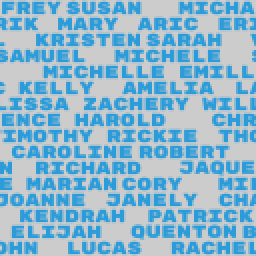 FREY SUSAN MICHA
RIK MARY ARIC ERI
KRISTEN SARAH
SAMUEL MICHELE
MICHELLE EMILL
C KELLY AMELIA LA
LISSA ZACHERY WILL
ENCE HAROLD CHR
TIMOTHY RICKIE THO
CAROLINE ROBERT
N RICHARD JAQUE
E MARIAN CORY MI
JOANNE JANELY CHA
KENDRAH PATRICK
ELIJAH QUENTON B
OHN LUCAS RACHEL